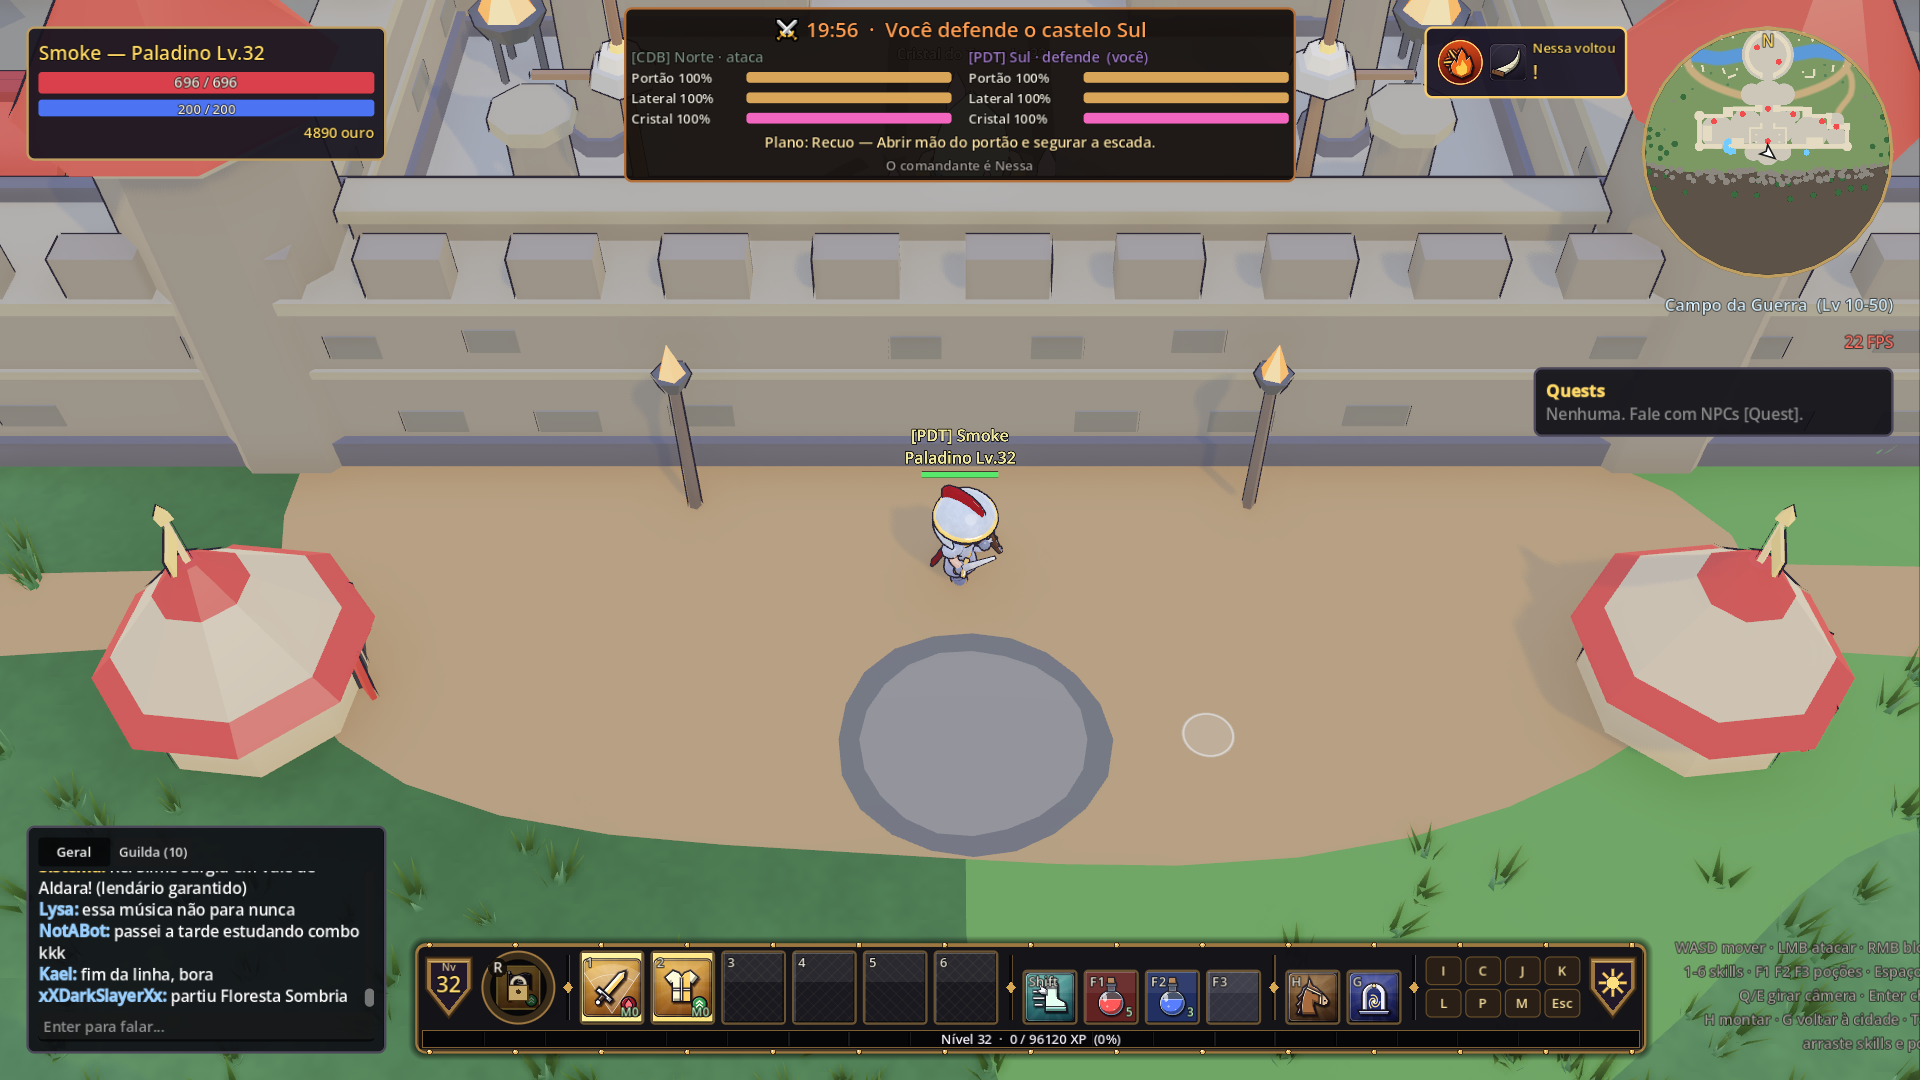 Smoke — Paladino Lv.32
696 / 696
200 / 200
4890 ouro
19:56 · Você defende o castelo Sul
[CDB] Norte · ataca
[PDT] Sul · defende (você)
Portão 100%
Portão 100%
Lateral 100%
Lateral 100%
Cristal 100%
Cristal 100%
Plano: Recuo — Abrir mão do portão e segurar a escada.
O comandante é Nessa
Nessa voltou
!
N
Campo da Guerra (Lv 10-50)
22 FPS
Quests
Nenhuma. Fale com NPCs [Quest].
[PDT] Smoke
Paladino Lv.32
Geral
Guilda (10)
Aldara! (lendário garantido)
Lysa: essa música não para nunca
NotABot: passei a tarde estudando combo
kkk
Kael: fim da linha, bora
xXDarkSlayerXx: partiu Floresta Sombria
Enter para falar...
Nv
32
R
1
M0
2
M0
3
4
5
6
Shift
F1
5
F2
3
F3
H
G
I
C
J
K
L
P
M
Esc
Nível 32 · 0 / 96120 XP (0%)
WASD mover · LMB atacar · RMB
1-6 skills · F1 F2 F3 poções ·
Q/E girar câmera · Enter
H montar · G voltar à cidade ·
arraste skills e